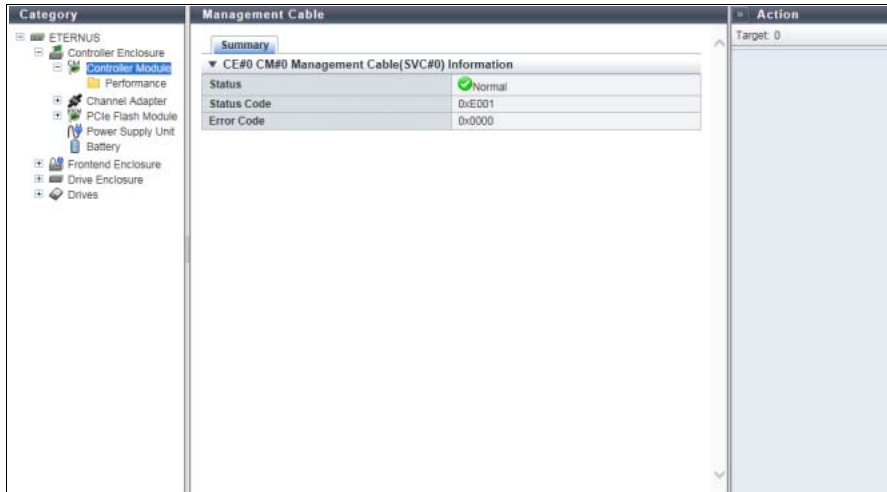 Category
ETERNUS
Controller Enclosure
Controller Module
Performance
Channel Adapter
PCIe Flash Module
Power Supply Unit
Battery
Frontend Enclosure
Drive Enclosure
Drives
Management Cable
Summary
▼ CE#0 CM#0 Management Cable(SVC#0) Information
Status Normal
Status Code 0xE001
Error Code 0x0000
» Action
Target: 0